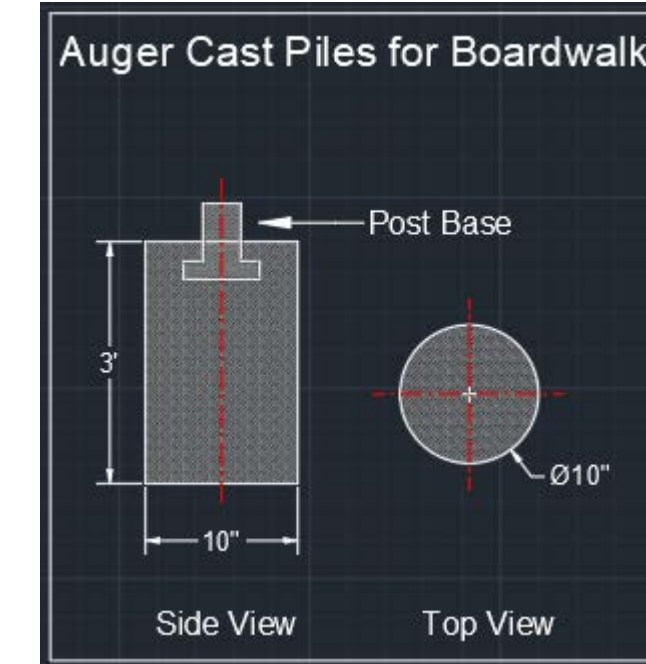 Auger Cast Piles for Boardwalk
Post Base
3'
Ø10"
10"
Side View
Top View